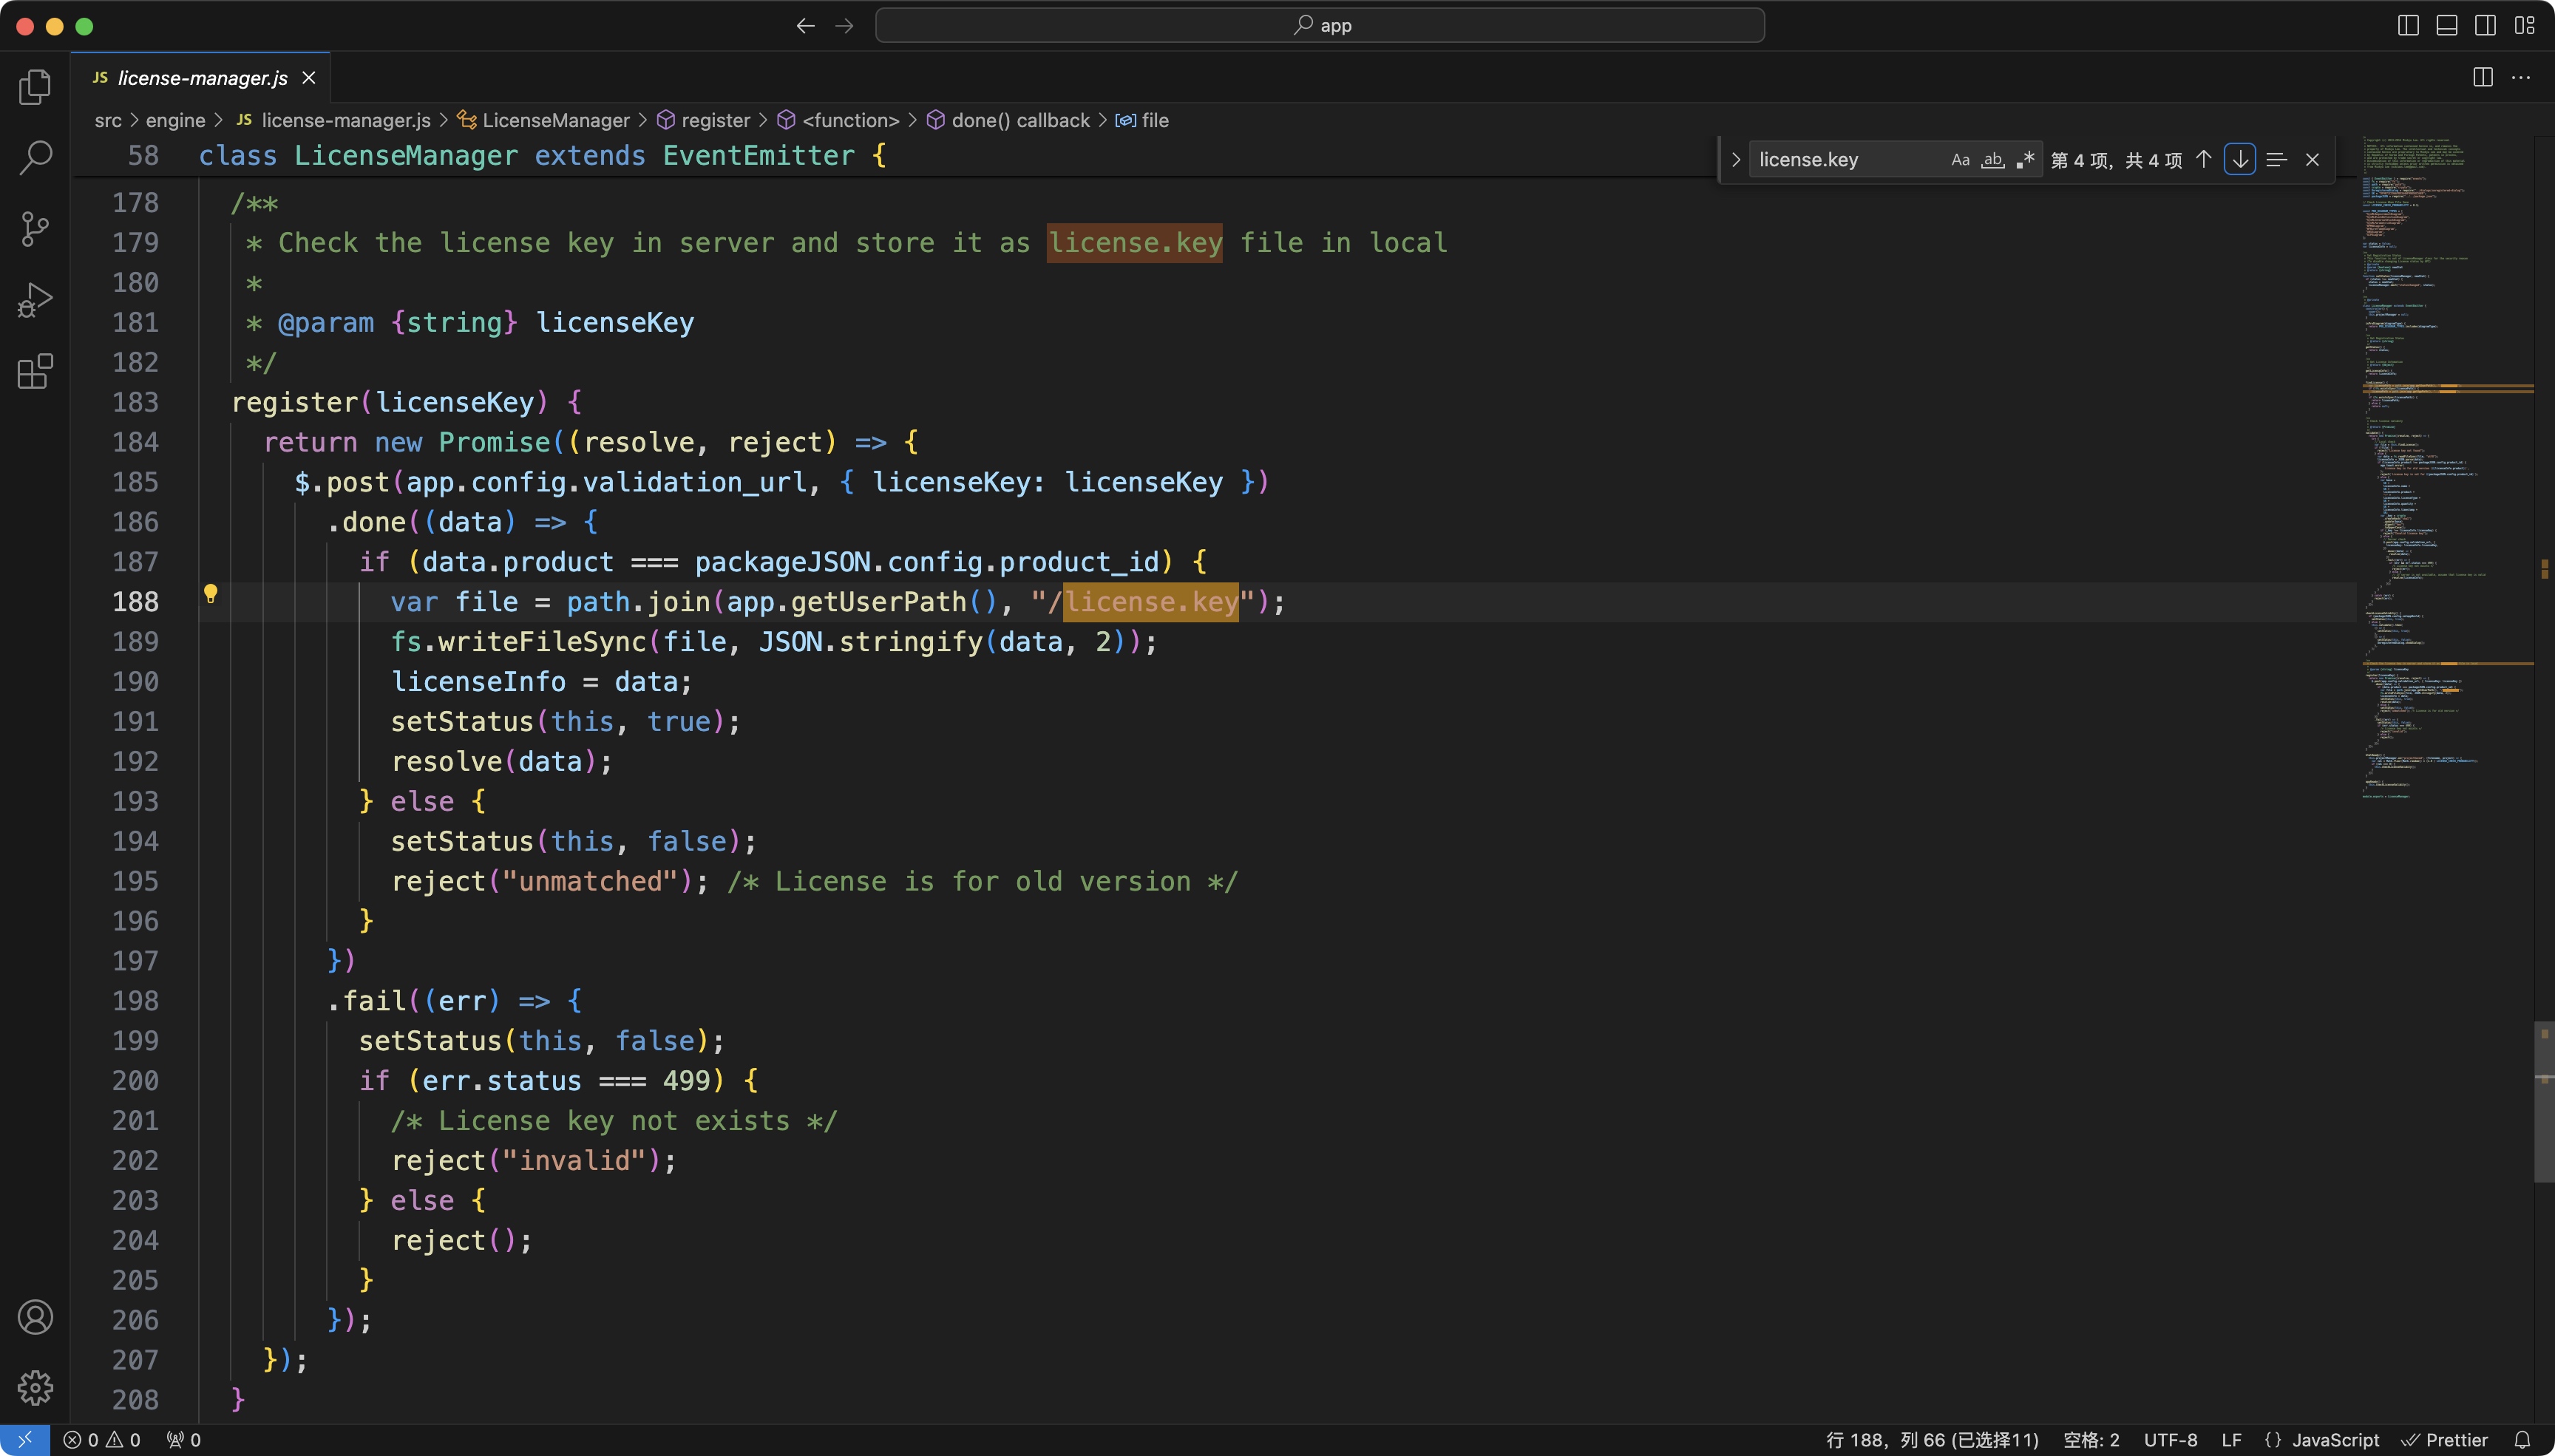 app
JS license-manager.js
src > engine > JS license-manager.js > LicenseManager > register > <function> > done() callback > file
58 class LicenseManager extends EventEmitter {
license.key Aa ab 第 4 项，共 4 项
178 /**
179 * Check the license key in server and store it as license.key file in local
180 *
181 * @param {string} licenseKey
182 */
183 register(licenseKey) {
184 return new Promise((resolve, reject) => {
185 $.post(app.config.validation_url, { licenseKey: licenseKey })
186 .done((data) => {
187 if (data.product === packageJSON.config.product_id) {
188 var file = path.join(app.getUserPath(), "/license.key");
189 fs.writeFileSync(file, JSON.stringify(data, 2));
190 licenseInfo = data;
191 setStatus(this, true);
192 resolve(data);
193 } else {
194 setStatus(this, false);
195 reject("unmatched"); /* License is for old version */
196 }
197 })
198 .fail((err) => {
199 setStatus(this, false);
200 if (err.status === 499) {
201 /* License key not exists */
202 reject("invalid");
203 } else {
204 reject();
205 }
206 });
207 });
208 }
0 0 0 行 188，列 66 (已选择11) 空格: 2 UTF-8 LF {} JavaScript Prettier